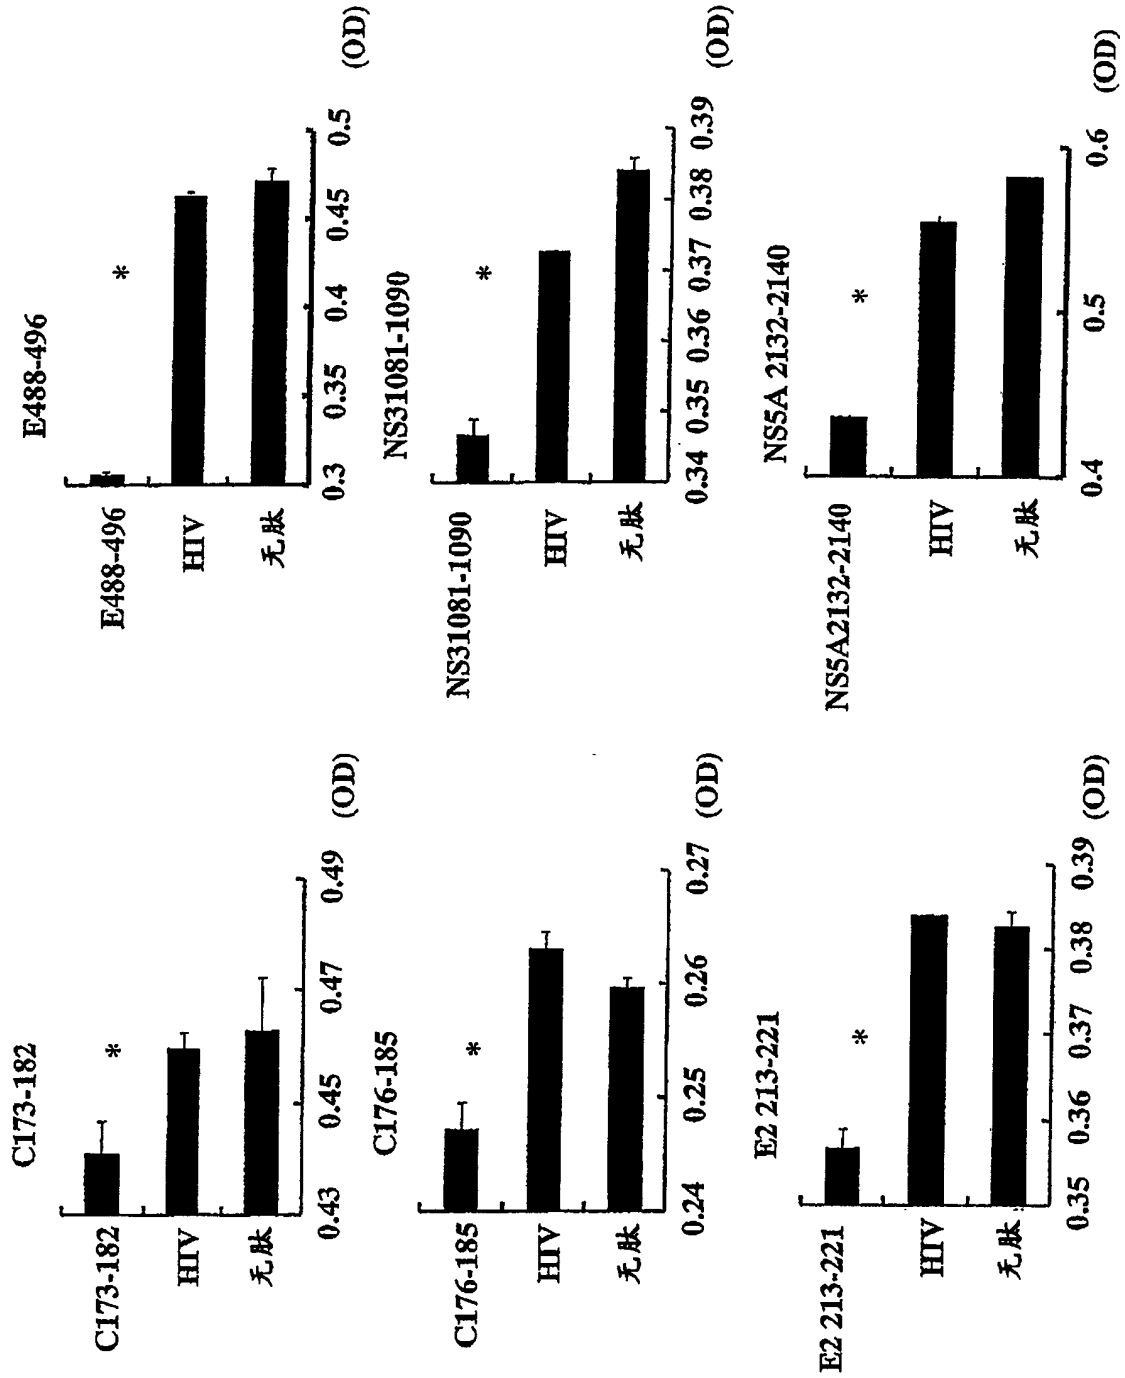 C173-182
C173-182
*
HIV
无肽
0.43 0.45 0.47 0.49
(OD)
C176-185
C176-185
*
HIV
无肽
0.24 0.25 0.26 0.27
(OD)
E2 213-221
E2 213-221
*
HIV
无肽
0.35 0.36 0.37 0.38 0.39
(OD)
E488-496
E488-496
*
HIV
无肽
0.3 0.35 0.4 0.45 0.5
(OD)
NS31081-1090
NS31081-1090
*
HIV
无肽
0.34 0.35 0.36 0.37 0.38 0.39
(OD)
NS5A 2132-2140
NS5A2132-2140
*
HIV
无肽
0.4 0.5 0.6
(OD)